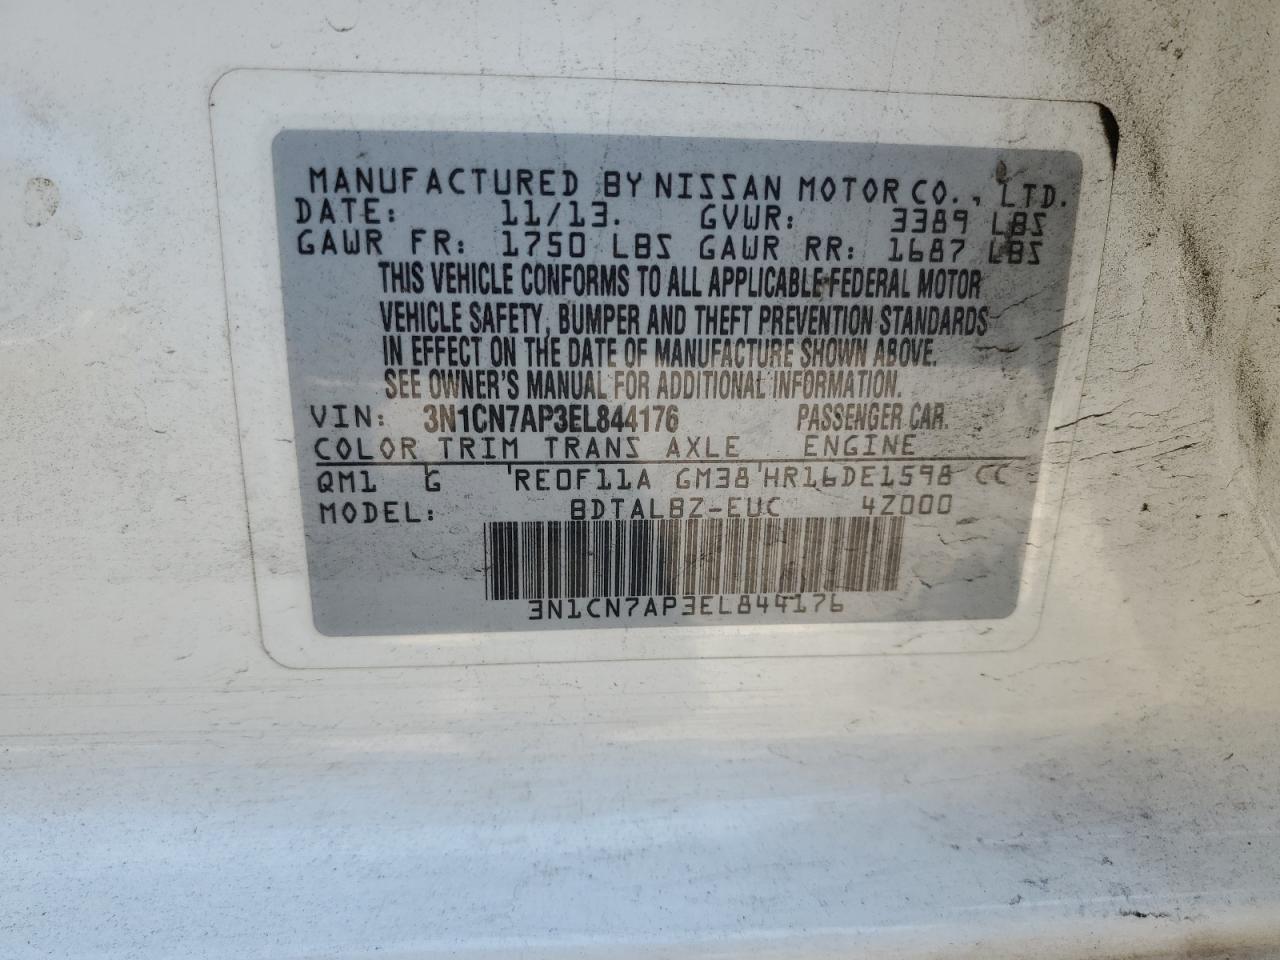 MANUFACTURED BY NISSAN MOTOR CO., LTD.
DATE: 11/13. GVWR: 3389 LBS
GAWR FR: 1750 LBS GAWR RR: 1687 LBS
THIS VEHICLE CONFORMS TO ALL APPLICABLE FEDERAL MOTOR
VEHICLE SAFETY, BUMPER AND THEFT PREVENTION STANDARDS
IN EFFECT ON THE DATE OF MANUFACTURE SHOWN ABOVE.
SEE OWNER'S MANUAL FOR ADDITIONAL INFORMATION.
VIN: 3N1CN7AP3EL844176 PASSENGER CAR.
COLOR TRIM TRANS AXLE ENGINE
QM1 G RE0F11A GM38 HR16DE1598 CC
MODEL: BDTALBZ-EUC 4Z000
3N1CN7AP3EL844176